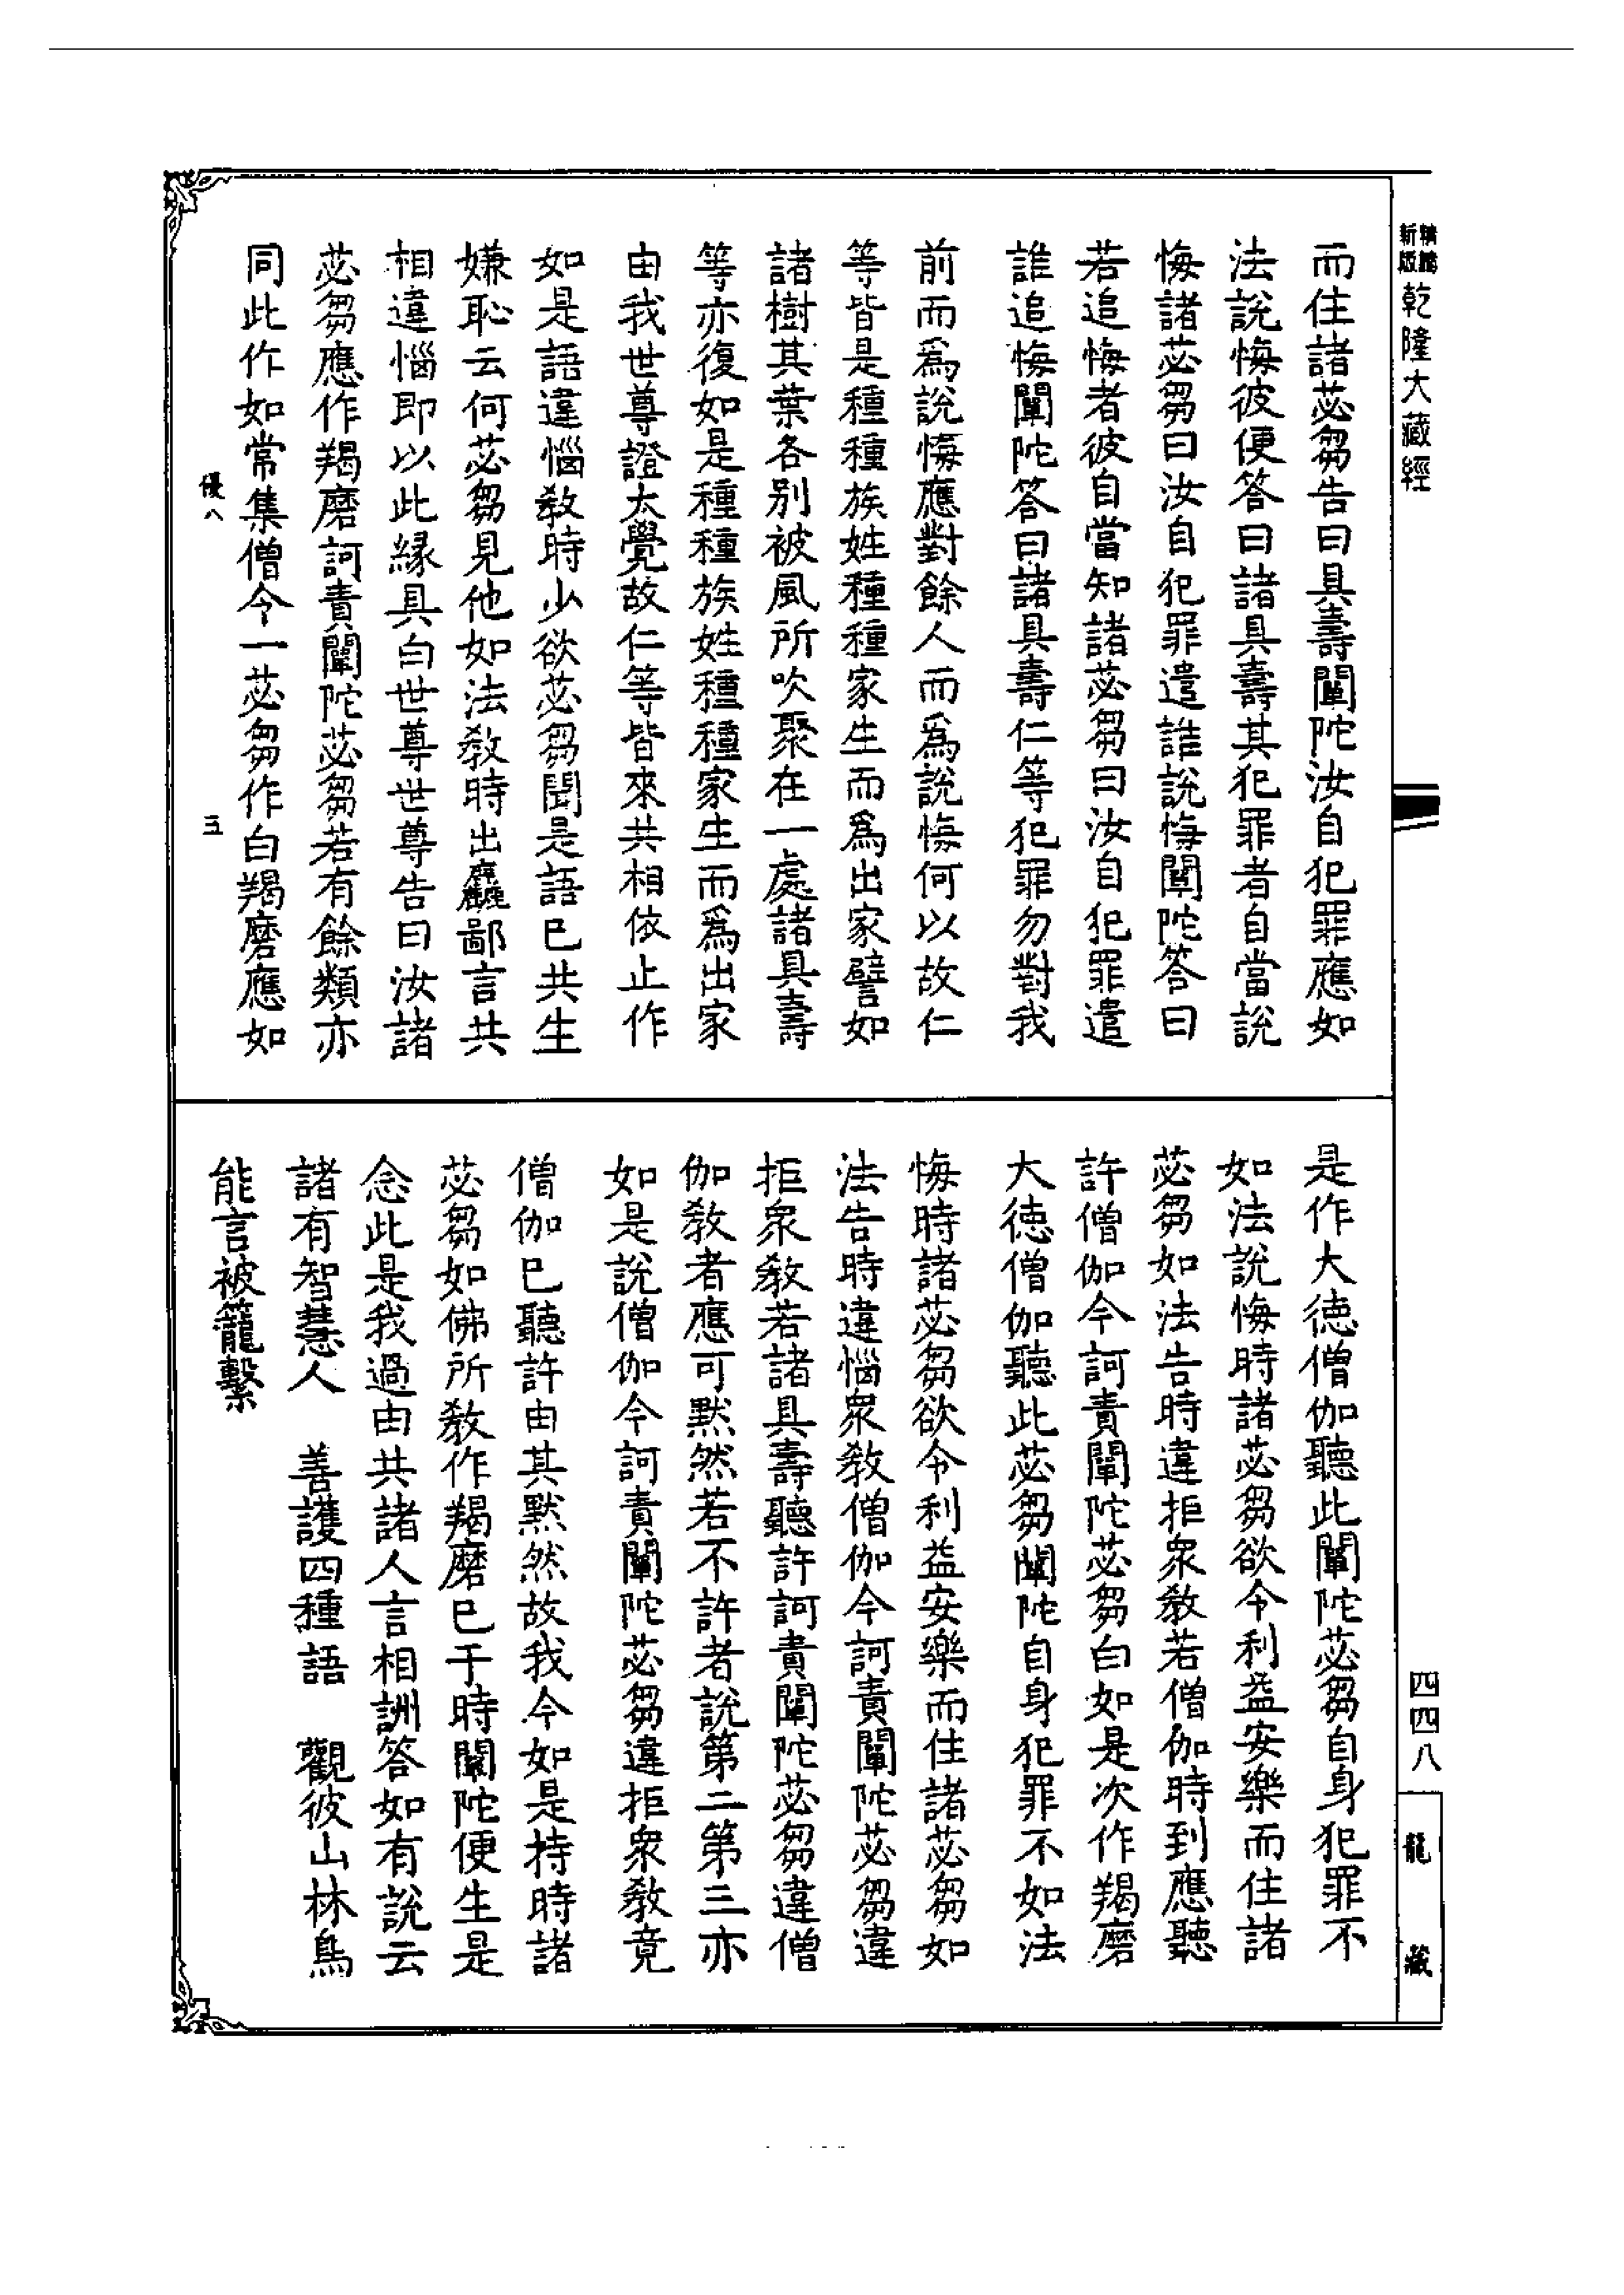 新版
精縮
乾隆大藏經
而住諸苾芻告曰具壽闡陀汝自犯罪應如
法說悔彼便答曰諸具壽其犯罪者自當說
悔諸苾芻曰汝自犯罪遣誰說悔闡陀答曰
若追悔者彼自當知諸苾芻曰汝自犯罪遣
誰追悔闡陀答曰諸具壽仁等犯罪勿對我
前而爲說悔應對餘人而爲說悔何以故仁
等皆是種種族姓種種家生而爲出家譬如
諸樹其葉各別被風所吹聚在一處諸具壽
等亦復如是種種族姓種種家生而爲出家
由我世尊證大覺故仁等皆來共相依止作
如是語違惱教時少欲苾芻聞是語已共生
嫌恥云何苾芻見他如法教時出麤鄙言共
相違惱即以此緣具白世尊世尊告曰汝諸
苾芻應作羯磨訶責闡陀苾芻若有餘類亦
同此作如常集僧令一苾芻作白羯磨應如
優八
五
是作大德僧伽聽此闡陀苾芻自身犯罪不
如法說悔時諸苾芻欲令利益安樂而住諸
苾芻如法告時違拒衆教若僧伽時到應聽
許僧伽今訶責闡陀苾芻白如是次作羯磨
大德僧伽聽此苾芻闡陀自身犯罪不如法
悔時諸苾芻欲令利益安樂而住諸苾芻如
法告時違惱衆教僧伽今訶責闡陀苾芻違
拒衆教若諸具壽聽許訶責闡陀苾芻違僧
伽教者應可默然若不許者說第二第三亦
如是說僧伽今訶責闡陀苾芻違拒衆教竟
僧伽已聽許由其默然故我今如是持時諸
苾芻如佛所教作羯磨已于時闡陀便生是
念此是我過由共諸人言相詶答如有說云
諸有智慧人　善護四種語　觀彼山林鳥
能言被籠繫
四四八
龍藏